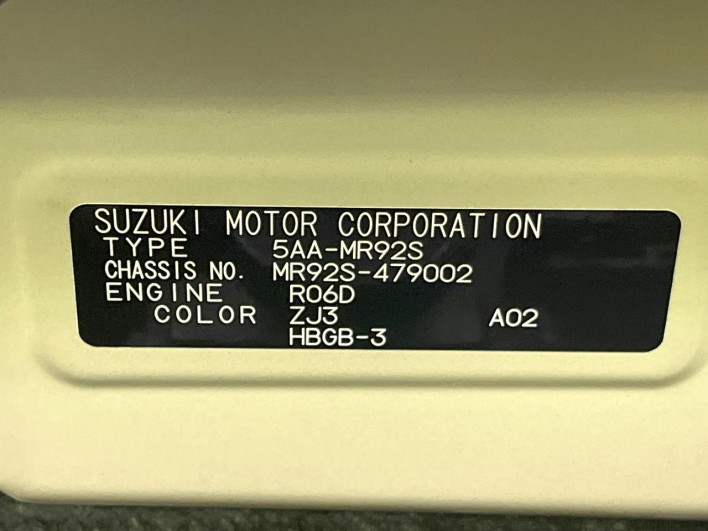 SUZUKI MOTOR CORPORATION
TYPE 5AA-MR92S
CHASSIS NO. MR92S-479002
ENGINE R06D
COLOR ZJ3 A02
HBGB-3